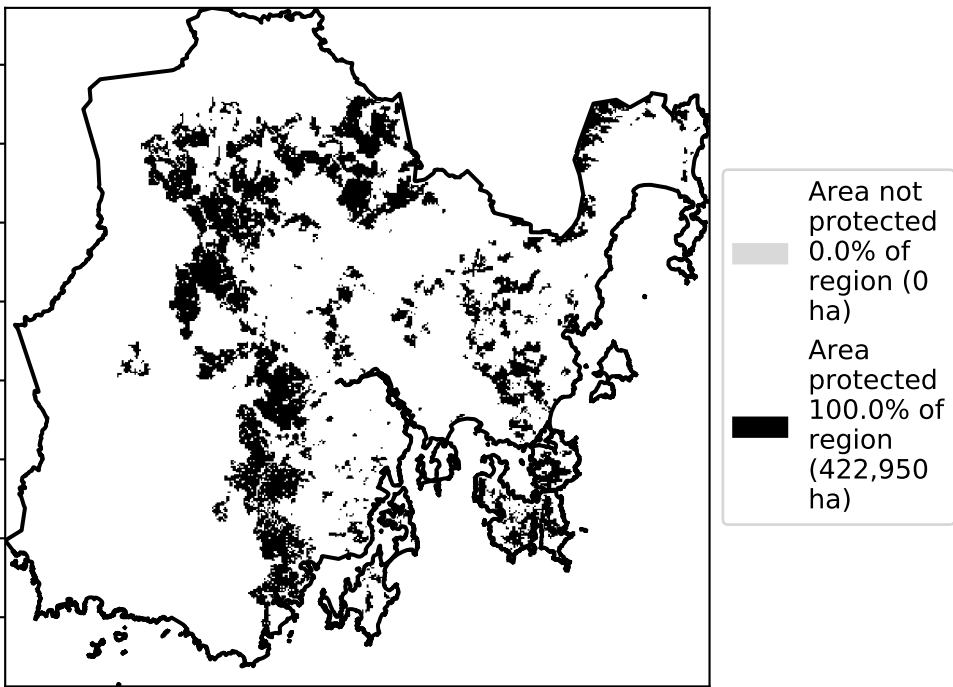 Area not
protected
0.0% of
region (0
ha)
Area
protected
100.0% of
region
(422,950
ha)